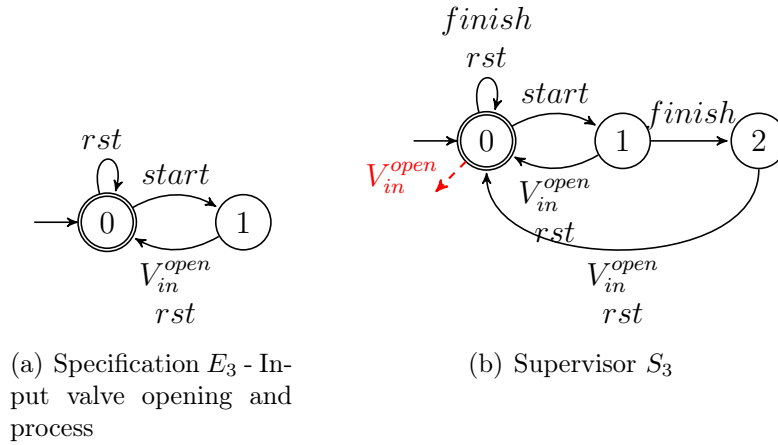 rst
start
0
1
V_in^open
rst
(a) Specification E_3 - In-
put valve opening and
process
finish
rst
start
finish
0
1
2
V_in^open
V_in^open
rst
V_in^open
rst
(b) Supervisor S_3